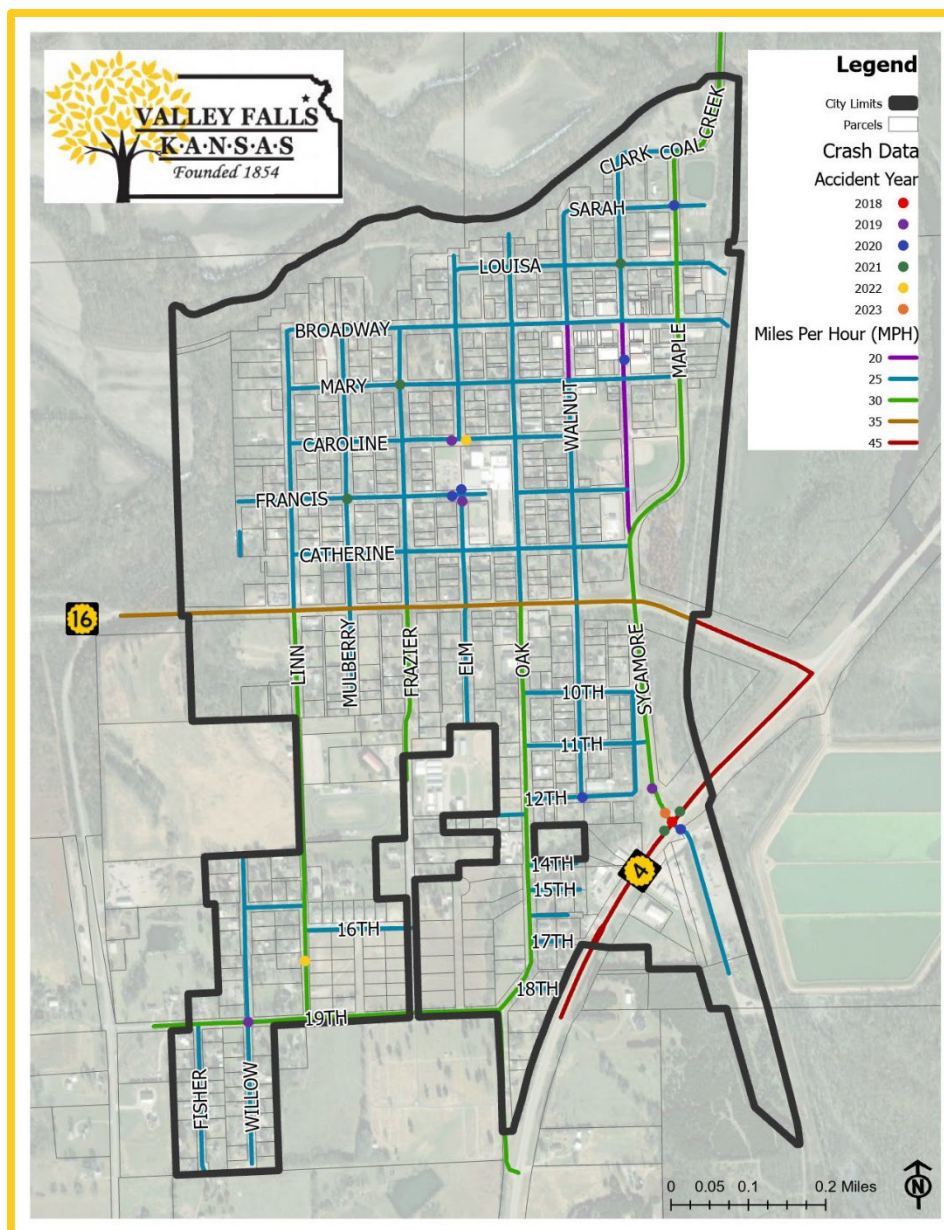 VALLEY FALLS
K·A·N·S·A·S
Founded 1854
Legend
City Limits
Parcels
Crash Data
Accident Year
2018
2019
2020
2021
2022
2023
Miles Per Hour (MPH)
20
25
30
35
45
CLARK
COAL CREEK
SARAH
LOUISA
BROADWAY
MAPLE
MARY
WALNUT
CAROLINE
FRANCIS
CATHERINE
16
LINN
MULBERRY
FRAZIER
ELM
OAK
SYCAMORE
10TH
11TH
12TH
14TH
4
15TH
16TH
17TH
18TH
19TH
FISHER
WILLOW
0 0.05 0.1 0.2 Miles
N